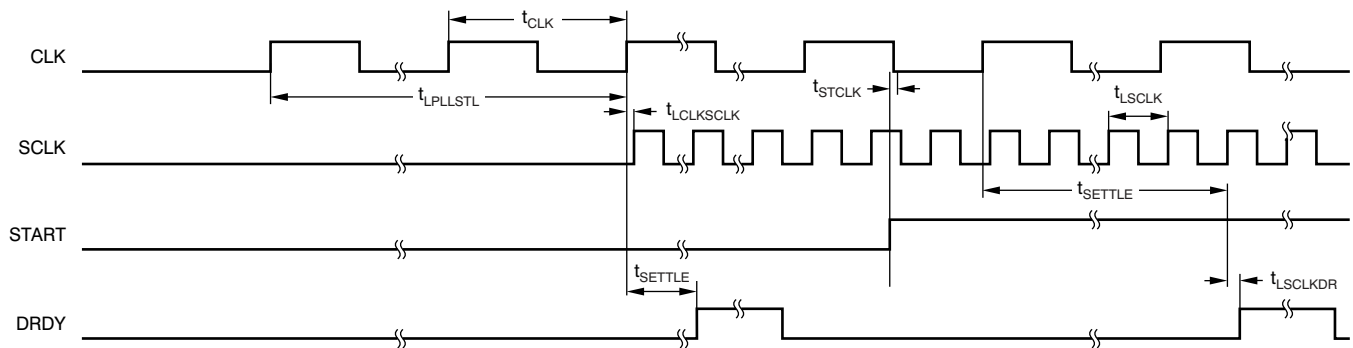 tCLK
CLK
tLPLLSTL
tSTCLK
tLCLKSCLK
tLSCLK
SCLK
tSETTLE
START
tSETTLE
tLSCLKDR
DRDY